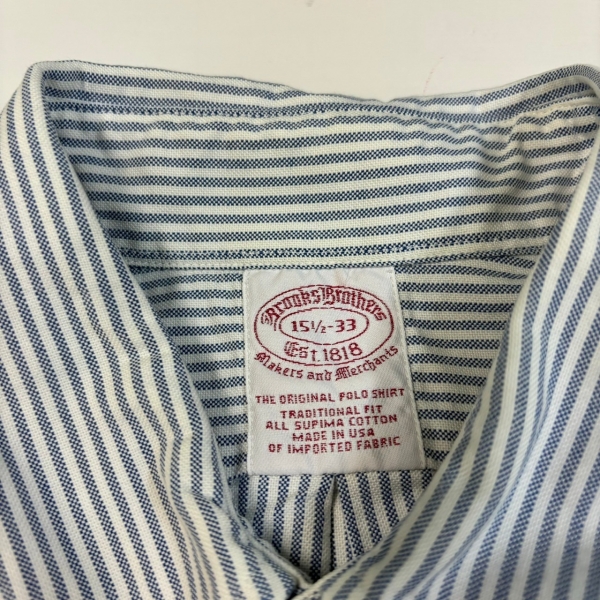 Brooks Brothers
15½-33
Est. 1818
Makers and Merchants
THE ORIGINAL POLO SHIRT
TRADITIONAL FIT
ALL SUPIMA COTTON
MADE IN USA
OF IMPORTED FABRIC